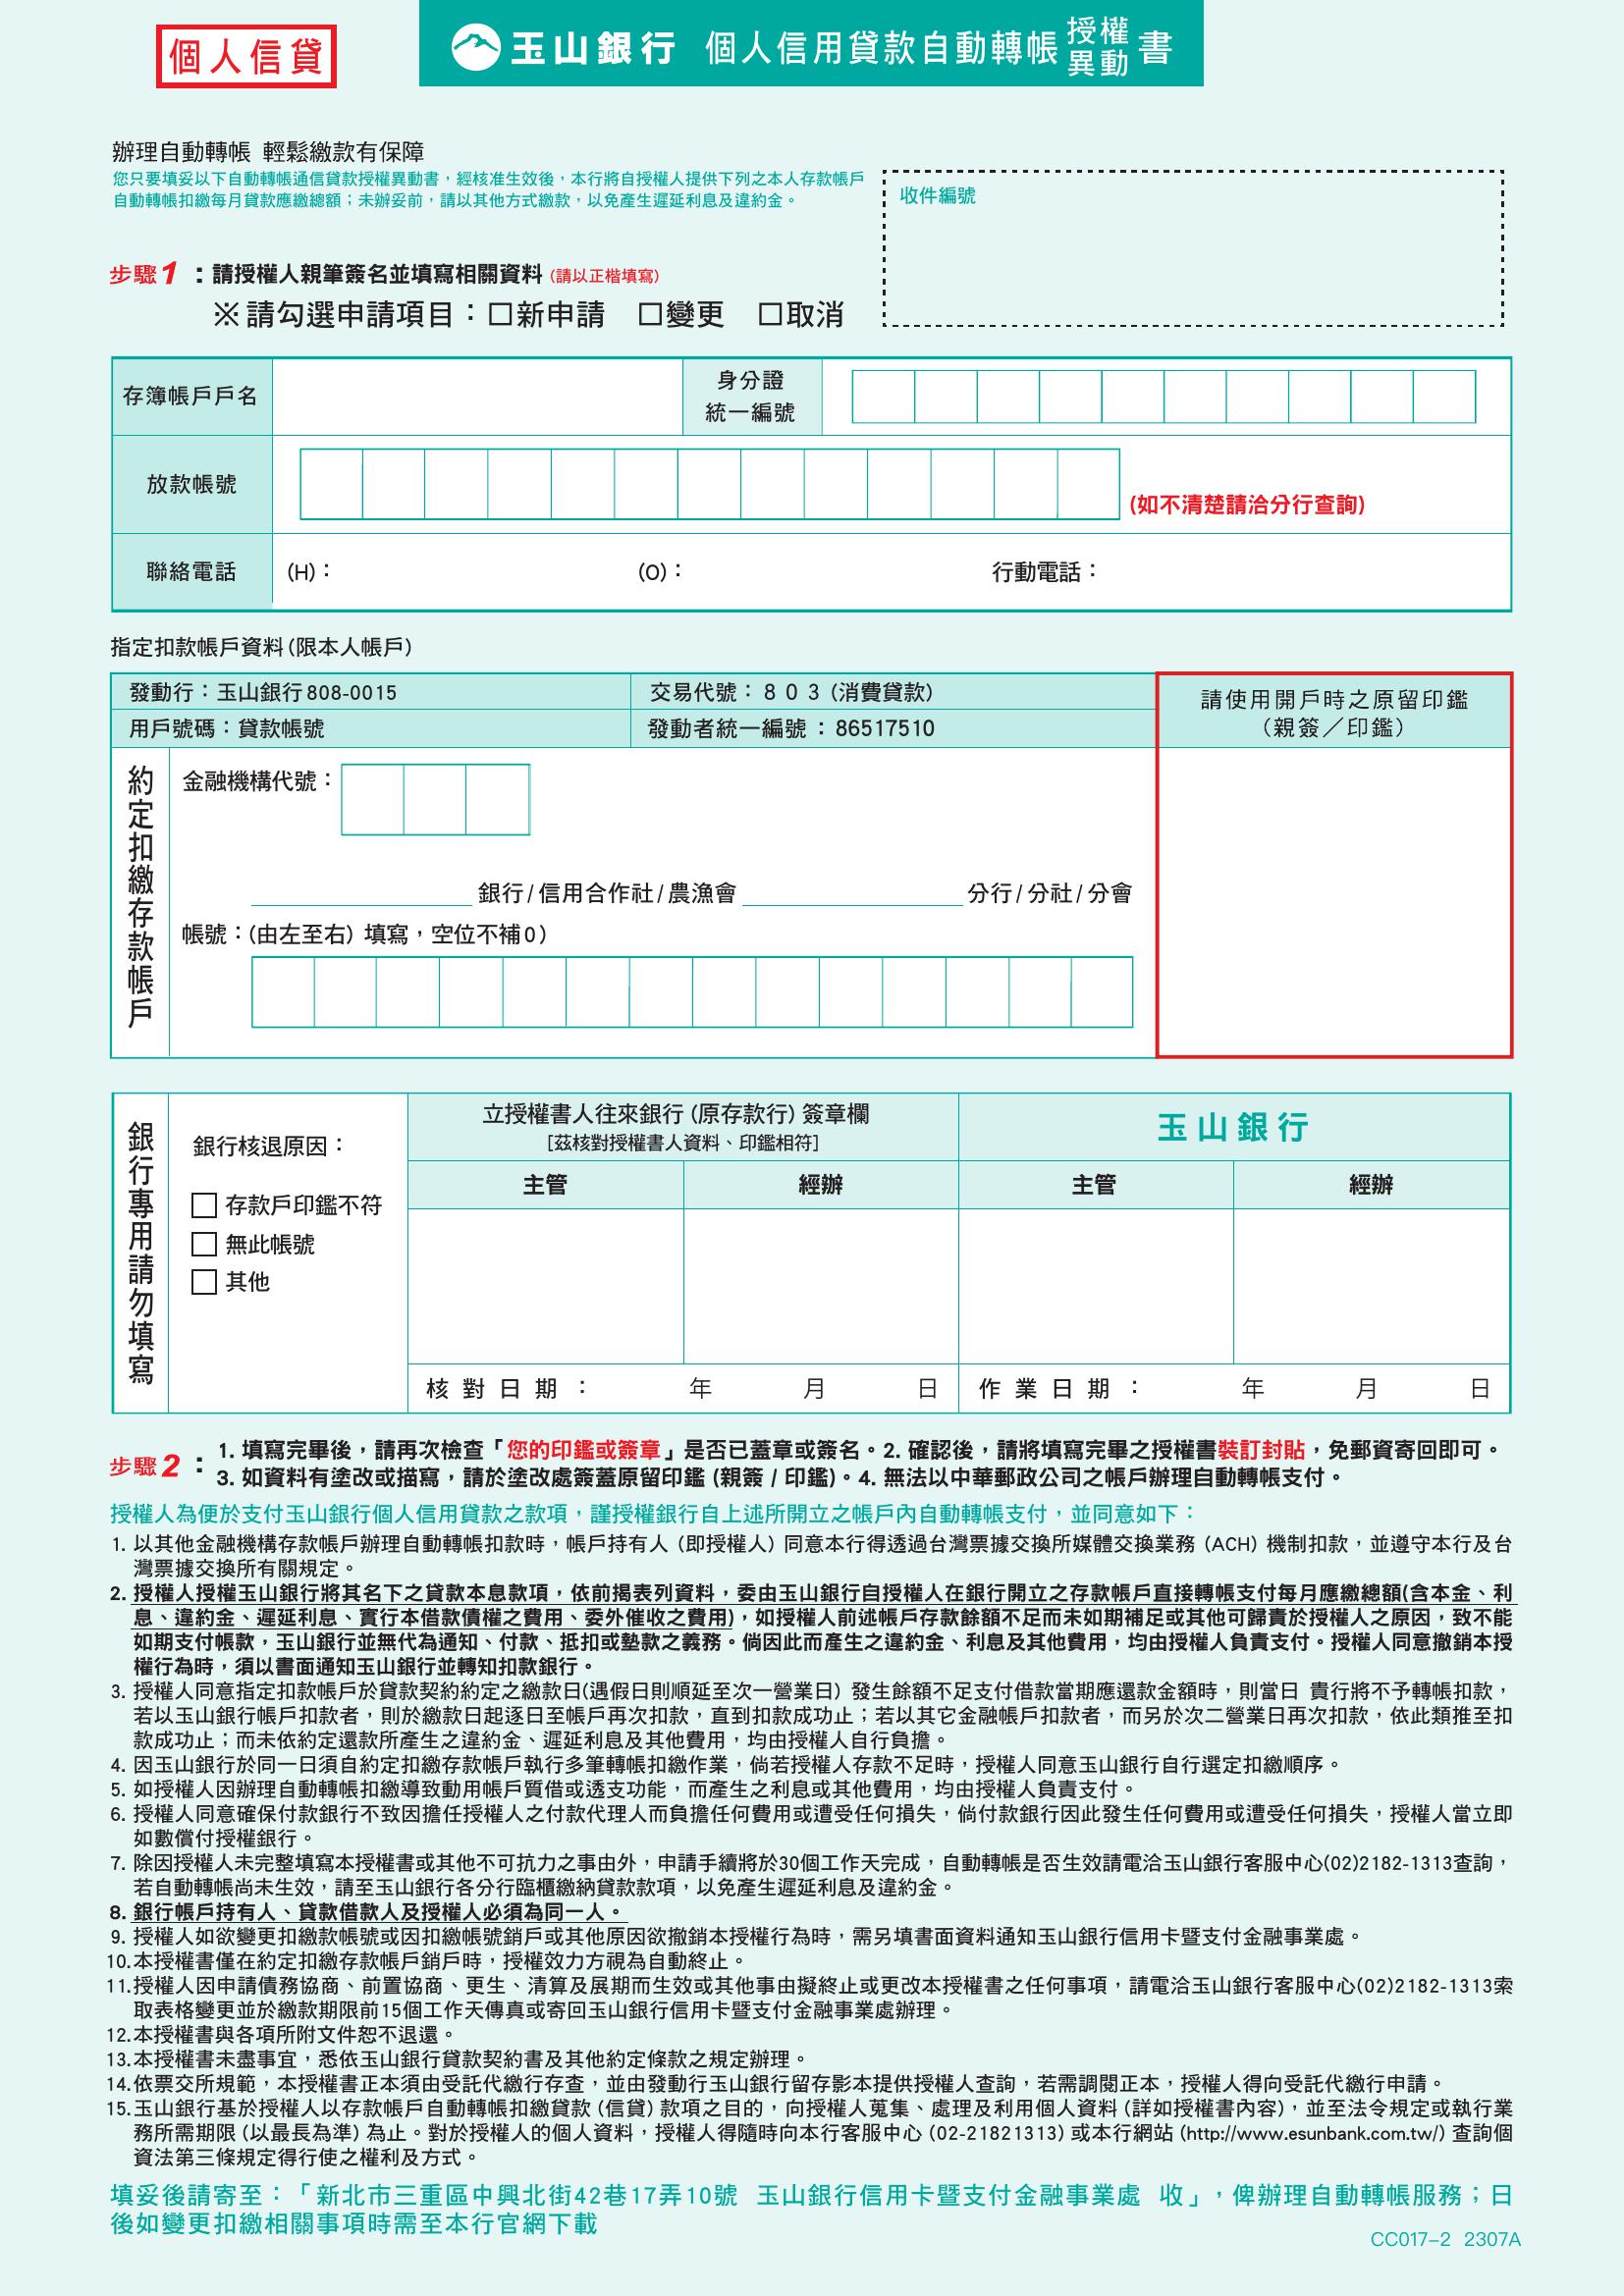 個人信貸
玉山銀行 個人信用貸款自動轉帳授權異動書
辦理自動轉帳 輕鬆繳款有保障
您只要填妥以下自動轉帳通信貸款授權異動書，經核准生效後，本行將自授權人提供下列之本人存款帳戶
自動轉帳扣繳每月貸款應繳總額；未辦妥前，請以其他方式繳款，以免產生遲延利息及違約金。
收件編號
步驟1：請授權人親筆簽名並填寫相關資料(請以正楷填寫)
※請勾選申請項目：□新申請 □變更 □取消
存簿帳戶戶名
身分證
統一編號
放款帳號
(如不清楚請洽分行查詢)
聯絡電話 (H)： (O)： 行動電話：
指定扣款帳戶資料(限本人帳戶)
發動行：玉山銀行808-0015 交易代號：８０３(消費貸款)
用戶號碼：貸款帳號 發動者統一編號：86517510
請使用開戶時之原留印鑑
(親簽／印鑑)
約定扣繳存款帳戶
金融機構代號：
銀行/信用合作社/農漁會 分行/分社/分會
帳號：(由左至右) 填寫，空位不補0)
銀行專用請勿填寫
銀行核退原因：
□ 存款戶印鑑不符
□ 無此帳號
□ 其他
立授權書人往來銀行(原存款行)簽章欄
[茲核對授權書人資料、印鑑相符]
玉山銀行
主管 經辦 主管 經辦
核對日期： 年 月 日 作業日期： 年 月 日
步驟2：1. 填寫完畢後，請再次檢查「您的印鑑或簽章」是否已蓋章或簽名。2. 確認後，請將填寫完畢之授權書裝訂封貼，免郵資寄回即可。
3. 如資料有塗改或描寫，請於塗改處簽蓋原留印鑑 (親簽 / 印鑑)。4. 無法以中華郵政公司之帳戶辦理自動轉帳支付。
授權人為便於支付玉山銀行個人信用貸款之款項，謹授權銀行自上述所開立之帳戶內自動轉帳支付，並同意如下：
1. 以其他金融機構存款帳戶辦理自動轉帳扣款時，帳戶持有人 (即授權人) 同意本行得透過台灣票據交換所媒體交換業務 (ACH) 機制扣款，並遵守本行及台
灣票據交換所有關規定。
2. 授權人授權玉山銀行將其名下之貸款本息款項，依前揭表列資料，委由玉山銀行自授權人在銀行開立之存款帳戶直接轉帳支付每月應繳總額(含本金、利
息、違約金、遲延利息、實行本借款債權之費用、委外催收之費用)，如授權人前述帳戶存款餘額不足而未如期補足或其他可歸責於授權人之原因，致不能
如期支付帳款，玉山銀行並無代為通知、付款、抵扣或墊款之義務。倘因此而產生之違約金、利息及其他費用，均由授權人負責支付。授權人同意撤銷本授
權行為時，須以書面通知玉山銀行並轉知扣款銀行。
3. 授權人同意指定扣款帳戶於貸款契約約定之繳款日(遇假日則順延至次一營業日) 發生餘額不足支付借款當期應還款金額時，則當日 貴行將不予轉帳扣款，
若以玉山銀行帳戶扣款者，則於繳款日起逐日至帳戶再次扣款，直到扣款成功止；若以其它金融帳戶扣款者，而另於次二營業日再次扣款，依此類推至扣
款成功止；而未依約定還款所產生之違約金、遲延利息及其他費用，均由授權人自行負擔。
4. 因玉山銀行於同一日須自約定扣繳存款帳戶執行多筆轉帳扣繳作業，倘若授權人存款不足時，授權人同意玉山銀行自行選定扣繳順序。
5. 如授權人因辦理自動轉帳扣繳導致動用帳戶質借或透支功能，而產生之利息或其他費用，均由授權人負責支付。
6. 授權人同意確保付款銀行不致因擔任授權人之付款代理人而負擔任何費用或遭受任何損失，倘付款銀行因此發生任何費用或遭受任何損失，授權人當立即
如數償付授權銀行。
7. 除因授權人未完整填寫本授權書或其他不可抗力之事由外，申請手續將於30個工作天完成，自動轉帳是否生效請電洽玉山銀行客服中心(02)2182-1313查詢，
若自動轉帳尚未生效，請至玉山銀行各分行臨櫃繳納貸款款項，以免產生遲延利息及違約金。
8. 銀行帳戶持有人、貸款借款人及授權人必須為同一人。
9. 授權人如欲變更扣繳款帳號或因扣繳帳號銷戶或其他原因欲撤銷本授權行為時，需另填書面資料通知玉山銀行信用卡暨支付金融事業處。
10.本授權書僅在約定扣繳存款帳戶銷戶時，授權效力方視為自動終止。
11.授權人因申請債務協商、前置協商、更生、清算及展期而生效或其他事由擬終止或更改本授權書之任何事項，請電洽玉山銀行客服中心(02)2182-1313索
取表格變更並於繳款期限前15個工作天傳真或寄回玉山銀行信用卡暨支付金融事業處辦理。
12.本授權書與各項所附文件恕不退還。
13.本授權書未盡事宜，悉依玉山銀行貸款契約書及其他約定條款之規定辦理。
14.依票交所規範，本授權書正本須由受託代繳行存查，並由發動行玉山銀行留存影本提供授權人查詢，若需調閱正本，授權人得向受託代繳行申請。
15.玉山銀行基於授權人以存款帳戶自動轉帳扣繳貸款 (信貸) 款項之目的，向授權人蒐集、處理及利用個人資料 (詳如授權書內容)，並至法令規定或執行業
務所需期限 (以最長為準) 為止。對於授權人的個人資料，授權人得隨時向本行客服中心 (02-21821313) 或本行網站 (http://www.esunbank.com.tw/) 查詢個
資法第三條規定得行使之權利及方式。
填妥後請寄至：「新北市三重區中興北街42巷17弄10號 玉山銀行信用卡暨支付金融事業處 收」，俾辦理自動轉帳服務；日
後如變更扣繳相關事項時需至本行官網下載
CC017-2 2307A